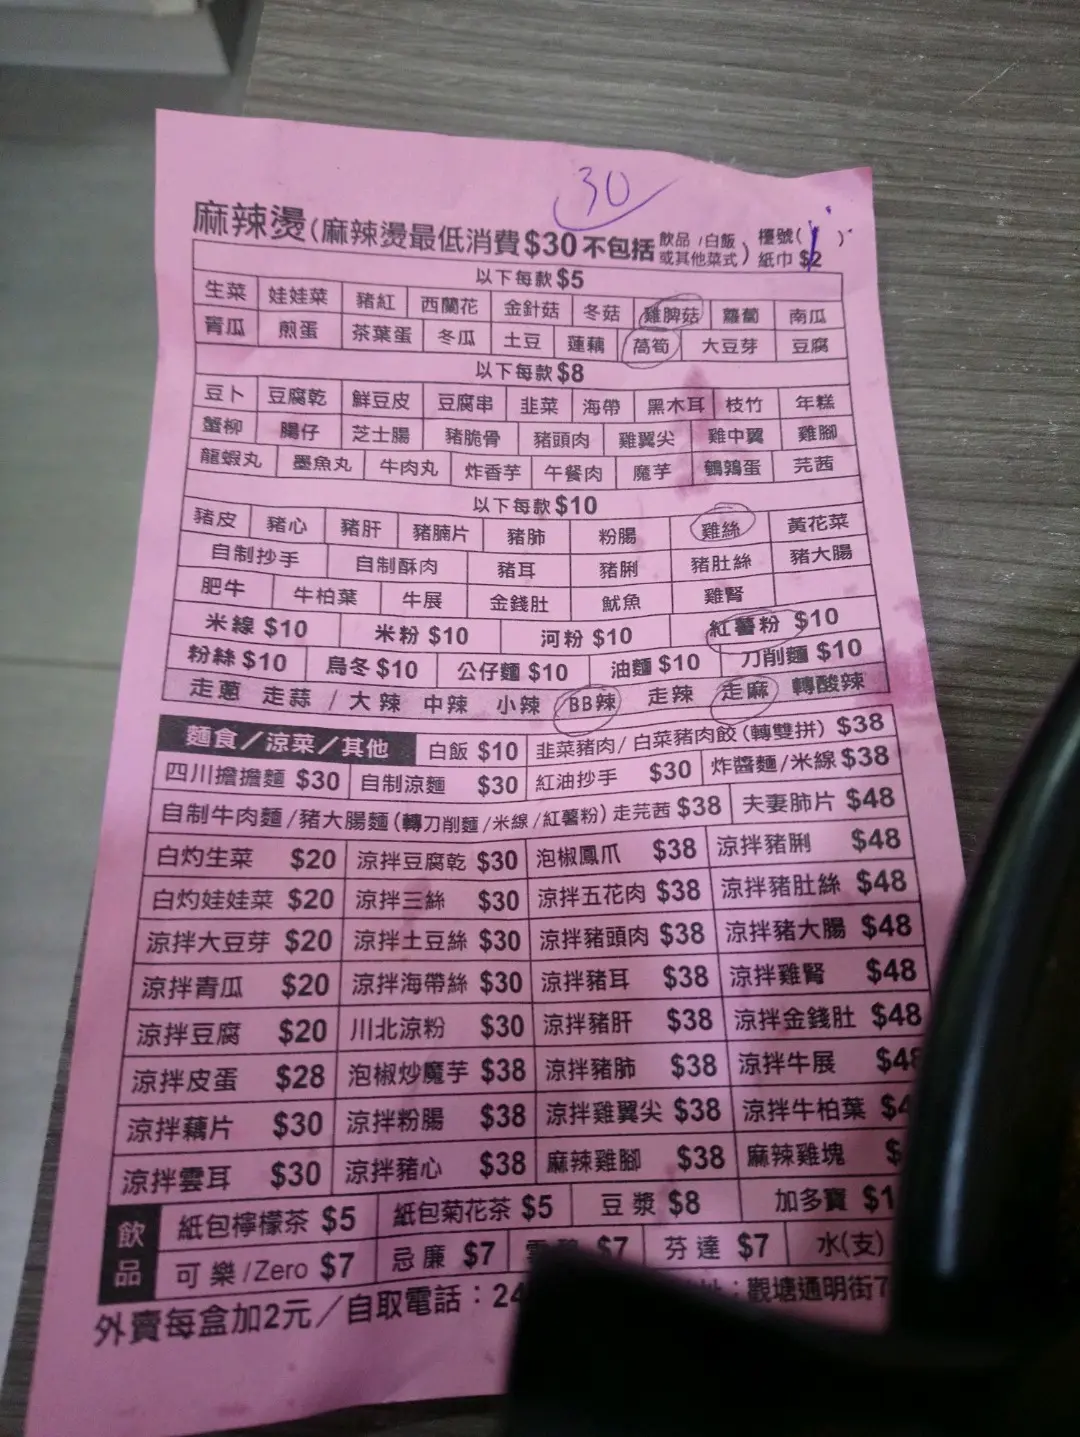 30
麻辣燙(麻辣燙最低消費$30不包括飲品/白飯或其他菜式) 檯號( )
紙巾 $2
以下每款 $5
生菜 娃娃菜 豬紅 西蘭花 金針菇 冬菇 雞脾菇 蘿蔔 南瓜
青瓜 煎蛋 茶葉蛋 冬瓜 土豆 蓮藕 萵筍 大豆芽 豆腐
以下每款 $8
豆卜 豆腐乾 鮮豆皮 豆腐串 韭菜 海帶 黑木耳 枝竹 年糕
蟹柳 腸仔 芝士腸 豬脆骨 豬頭肉 雞翼尖 雞中翼 雞腳
龍蝦丸 墨魚丸 牛肉丸 炸香芋 午餐肉 魔芋 鵪鶉蛋 芫茜
以下每款 $10
豬皮 豬心 豬肝 豬腩片 豬肺 粉腸 雞絲 黃花菜
自制抄手 自制酥肉 豬耳 豬脷 豬肚絲 豬大腸
肥牛 牛柏葉 牛展 金錢肚 魷魚 雞腎
米線 $10 米粉 $10 河粉 $10 紅薯粉 $10
粉絲 $10 烏冬 $10 公仔麵 $10 油麵 $10 刀削麵 $10
走蔥 走蒜 / 大辣 中辣 小辣 BB辣 走辣 走麻 轉酸辣
麵食/涼菜/其他 白飯 $10 韭菜豬肉/白菜豬肉餃(轉雙拼) $38
四川擔擔麵 $30 自制涼麵 $30 紅油抄手 $30 炸醬麵/米線 $38
自制牛肉麵/豬大腸麵(轉刀削麵/米線/紅薯粉)走芫茜 $38 夫妻肺片 $48
白灼生菜 $20 涼拌豆腐乾 $30 泡椒鳳爪 $38 涼拌豬脷 $48
白灼娃娃菜 $20 涼拌三絲 $30 涼拌五花肉 $38 涼拌豬肚絲 $48
涼拌大豆芽 $20 涼拌土豆絲 $30 涼拌豬頭肉 $38 涼拌豬大腸 $48
涼拌青瓜 $20 涼拌海帶絲 $30 涼拌豬耳 $38 涼拌雞腎 $48
涼拌豆腐 $20 川北涼粉 $30 涼拌豬肝 $38 涼拌金錢肚 $48
涼拌皮蛋 $28 泡椒炒魔芋 $38 涼拌豬肺 $38 涼拌牛展 $48
涼拌藕片 $30 涼拌粉腸 $38 涼拌雞翼尖 $38 涼拌牛柏葉 $4
涼拌雲耳 $30 涼拌豬心 $38 麻辣雞腳 $38 麻辣雞塊 $
飲品 紙包檸檬茶 $5 紙包菊花茶 $5 豆漿 $8 加多寶 $1
可樂/Zero $7 忌廉 $7 $7 芬達 $7 水(支)
外賣每盒加2元/自取電話：24 ：觀塘通明街7